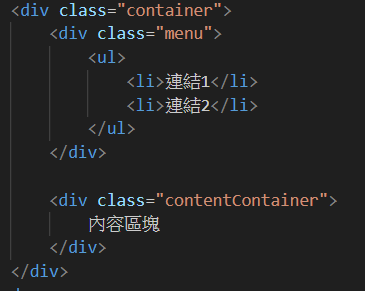 <div class="container">
<div class="menu">
<ul>
<li>連結1</li>
<li>連結2</li>
</ul>
</div>
<div class="contentContainer">
內容區塊
</div>
</div>